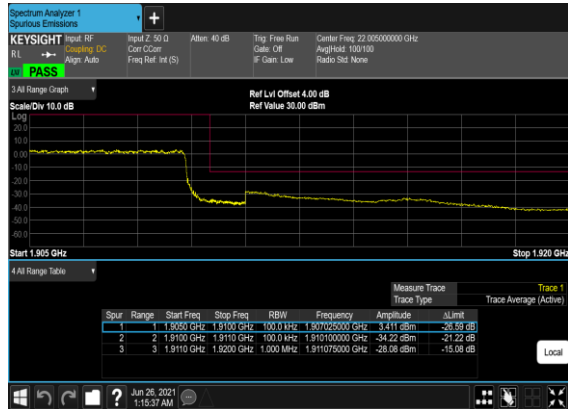 Spectrum Analyzer 1
Spurious Emissions
+
KEYSIGHT Input: RF Input Z: 50 Ω Atten: 40 dB Trig: Free Run Center Freq: 22.005000000 GHz
RL Coupling: DC Corr CCorr Gate: Off Avg|Hold: 100/100
Align: Auto Freq Ref: Int (S) IF Gain: Low Radio Std: None
PASS
3 All Range Graph
Ref Lvl Offset 4.00 dB
Scale/Div 10.0 dB Ref Value 30.00 dBm
Log
20.0
10.0
0.00
-10.0
-20.0
-30.0
-40.0
-50.0
-60.0
Start 1.905 GHz Stop 1.920 GHz
4 All Range Table
Measure Trace Trace 1
Trace Type Trace Average (Active)
Spur Range Start Freq Stop Freq RBW Frequency Amplitude ΔLimit
1 1 1.9050 GHz 1.9100 GHz 100.0 kHz 1.907025000 GHz 3.411 dBm -26.59 dB
2 2 1.9100 GHz 1.9110 GHz 100.0 kHz 1.910100000 GHz -34.22 dBm -21.22 dB
3 3 1.9110 GHz 1.9200 GHz 1.000 MHz 1.911075000 GHz -28.08 dBm -15.08 dB
Local
? Jun 26, 2021
1:15:37 AM